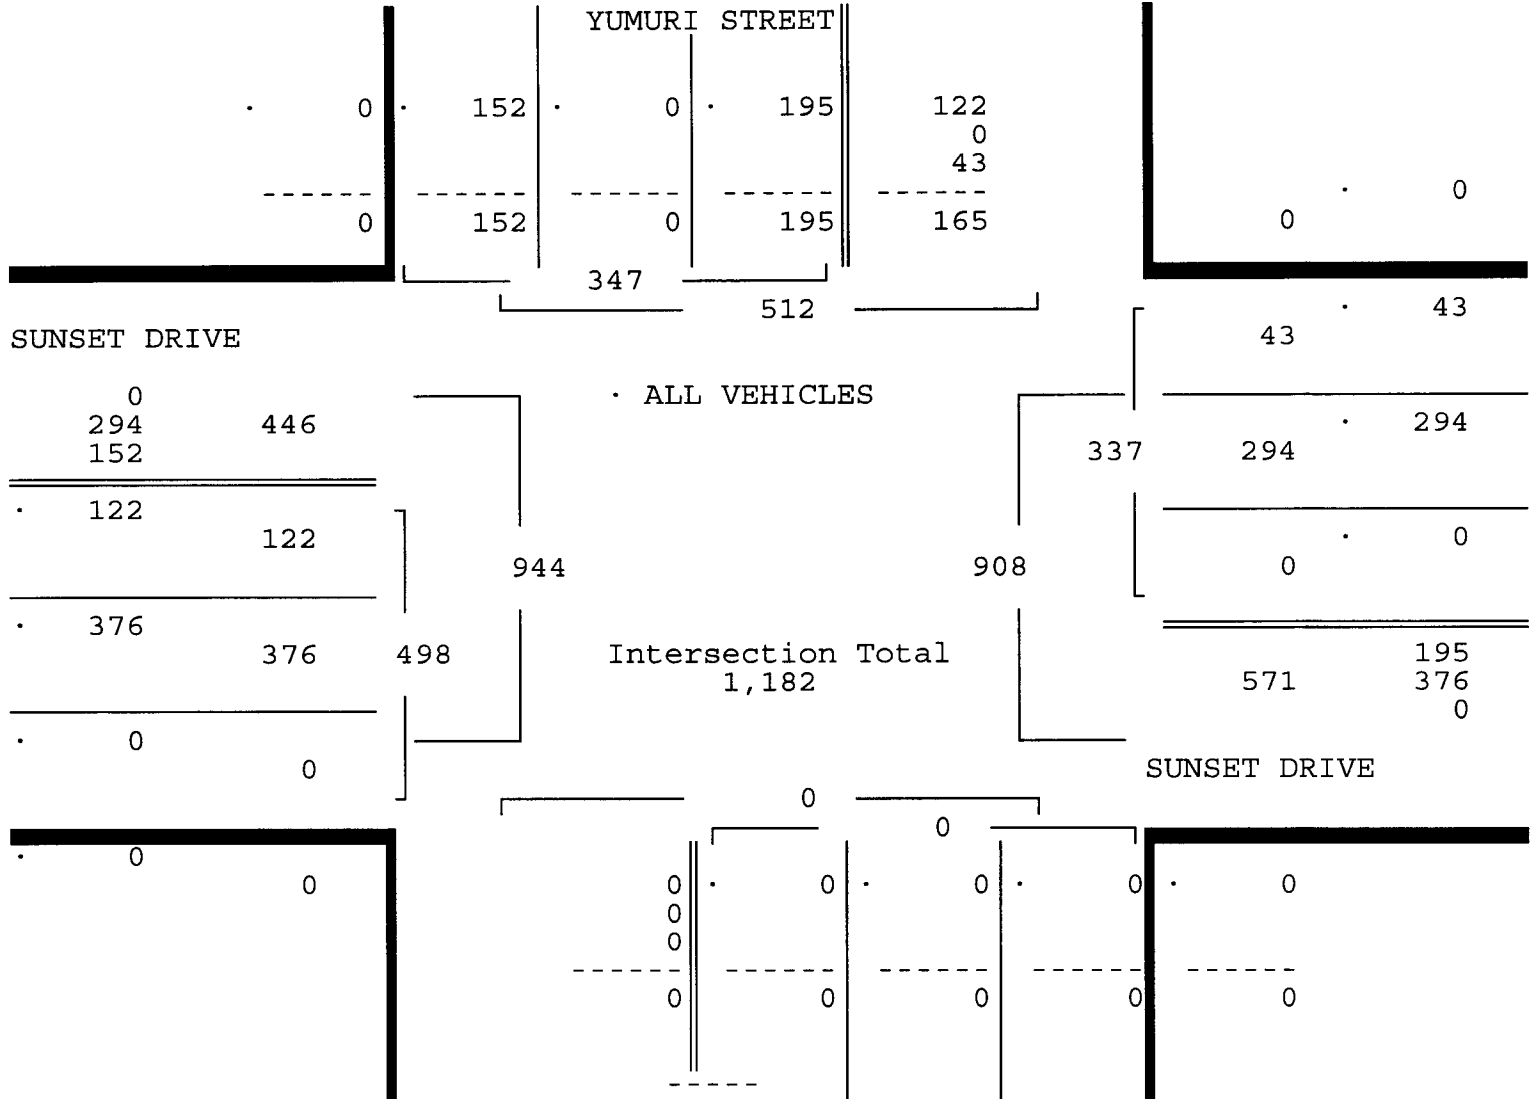 YUMURI STREET
· 0 · 152 · 0 · 195 122
0
43
------ ------ ------ ------ ------
· 0
0 152 0 195 165 0
347
512
· 43
SUNSET DRIVE 43
0 · ALL VEHICLES
294 446 · 294
152 337 294
· 122
122 · 0
944 908 0
· 376
376 498 Intersection Total 195
1,182 571 376
0
· 0
0 SUNSET DRIVE
0
0
· 0
0 0 · 0 · 0 · 0 · 0
0
0
------ ------ ------ ------ ------
0 0 0 0 0
-----